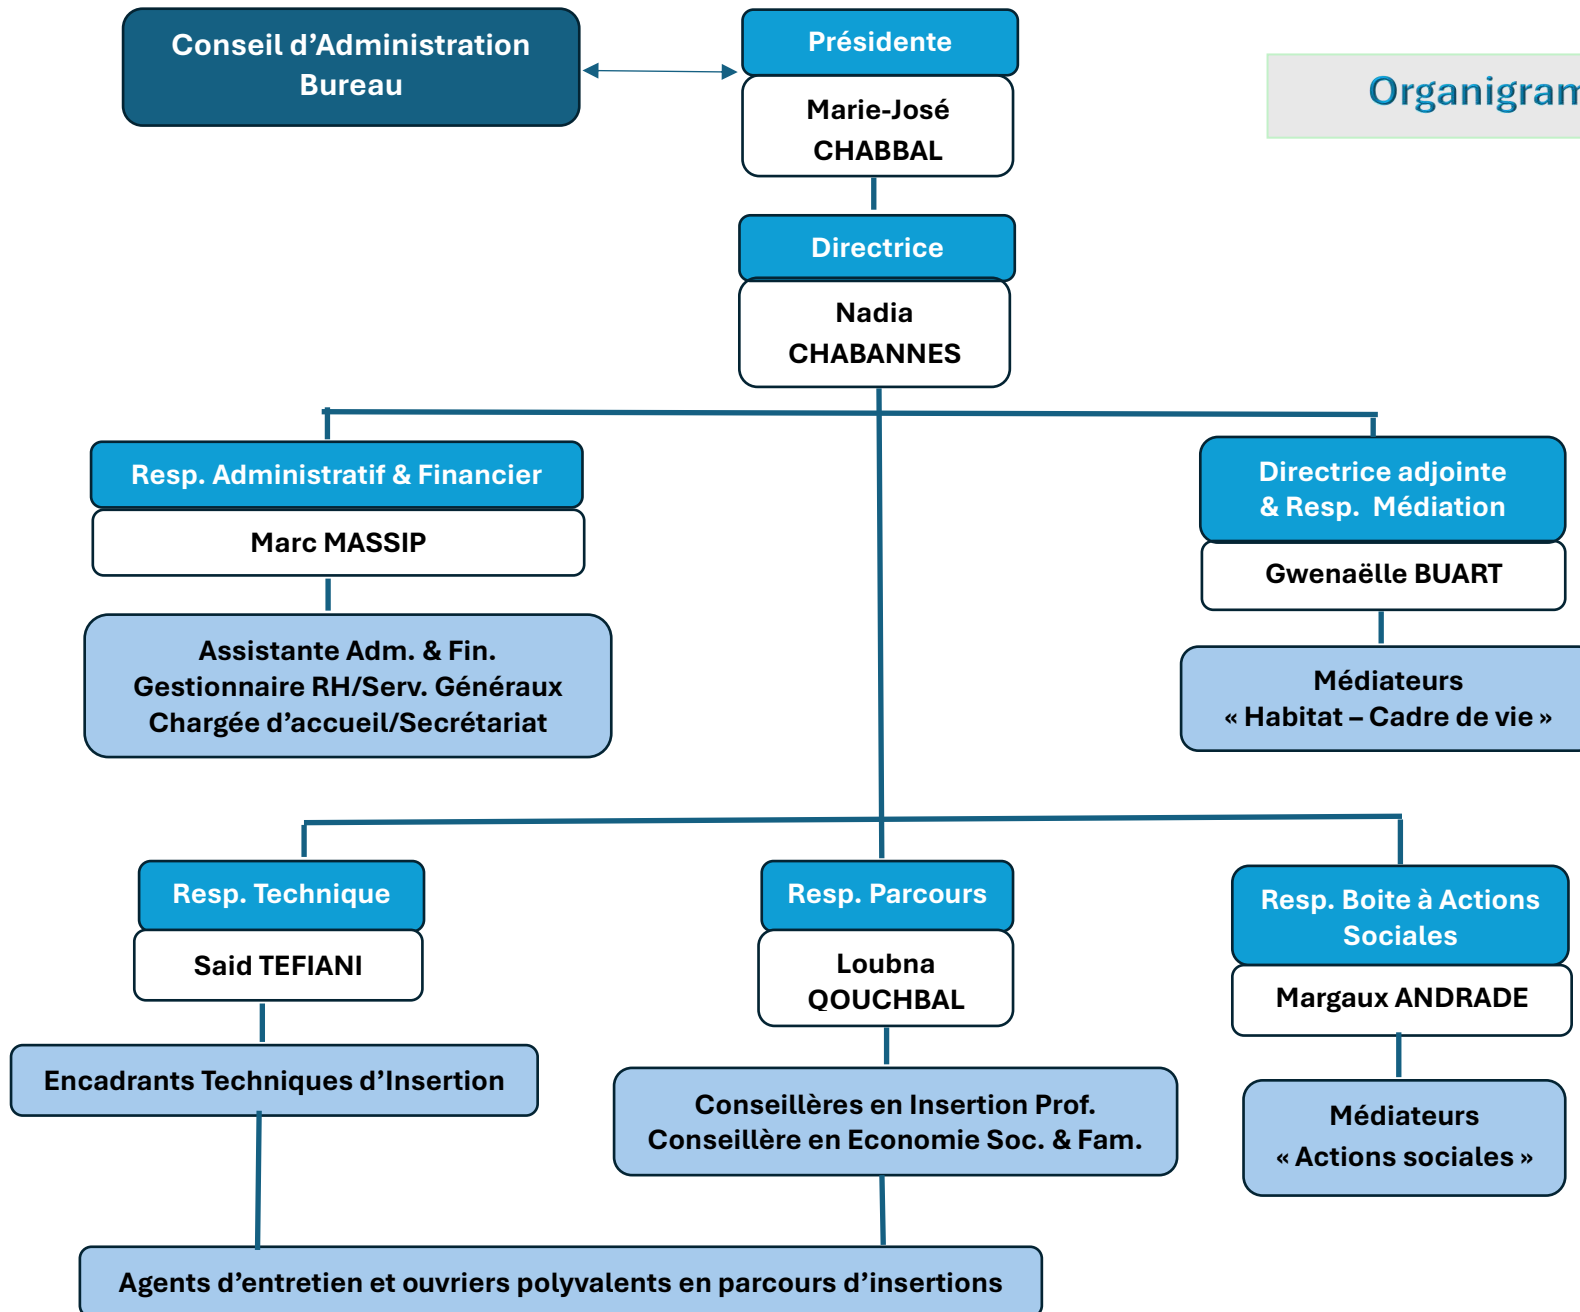 Conseil d’Administration
Bureau
Présidente
Marie-José
CHABBAL
Directrice
Nadia
CHABANNES
Resp. Administratif & Financier
Marc MASSIP
Assistante Adm. & Fin.
Gestionnaire RH/Serv. Généraux
Chargée d’accueil/Secrétariat
Directrice adjointe
& Resp. Médiation
Gwenaëlle BUART
Médiateurs
« Habitat – Cadre de vie »
Resp. Technique
Said TEFIANI
Encadrants Techniques d’Insertion
Resp. Parcours
Loubna
QOUCHBAL
Conseillères en Insertion Prof.
Conseillère en Economie Soc. & Fam.
Resp. Boite à Actions
Sociales
Margaux ANDRADE
Médiateurs
« Actions sociales »
Agents d’entretien et ouvriers polyvalents en parcours d’insertions